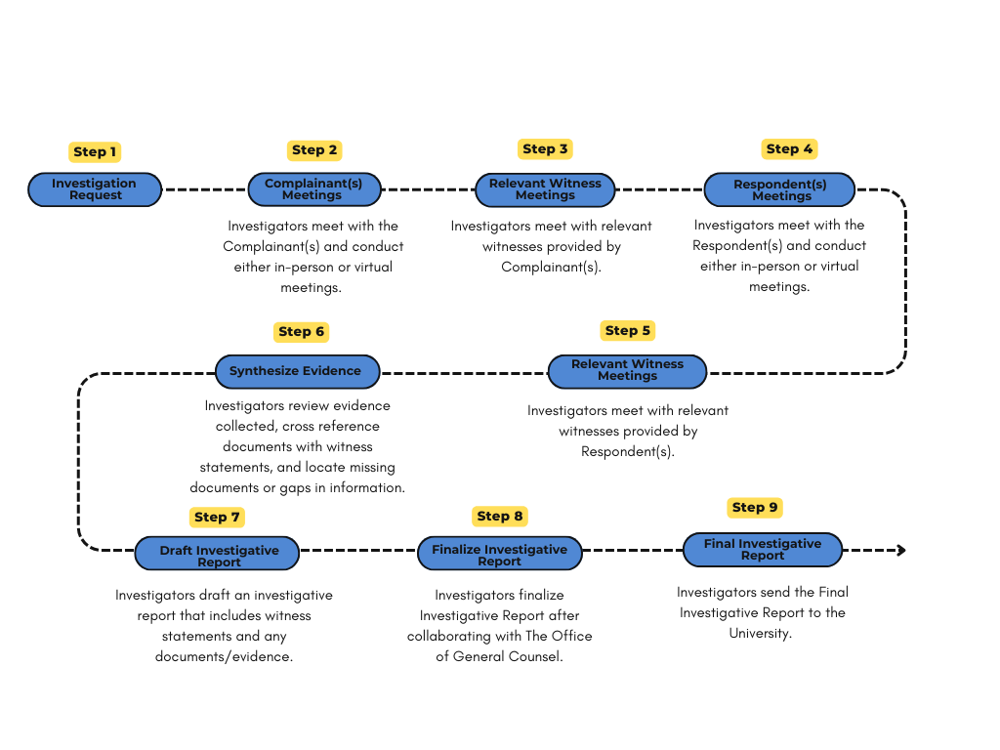 Step 1
Investigation
Request
Step 2
Complainant(s)
Meetings
Investigators meet with the
Complainant(s) and conduct
either in-person or virtual
meetings.
Step 3
Relevant Witness
Meetings
Investigators meet with relevant
witnesses provided by
Complainant(s).
Step 4
Respondent(s)
Meetings
Investigators meet with the
Respondent(s) and conduct
either in-person or virtual
meetings.
Step 5
Relevant Witness
Meetings
Investigators meet with relevant
witnesses provided by
Respondent(s).
Step 6
Synthesize Evidence
Investigators review evidence
collected, cross reference
documents with witness
statements, and locate missing
documents or gaps in information.
Step 7
Draft Investigative
Report
Investigators draft an investigative
report that includes witness
statements and any
documents/evidence.
Step 8
Finalize Investigative
Report
Investigators finalize
Investigative Report after
collaborating with The Office
of General Counsel.
Step 9
Final Investigative
Report
Investigators send the Final
Investigative Report to the
University.